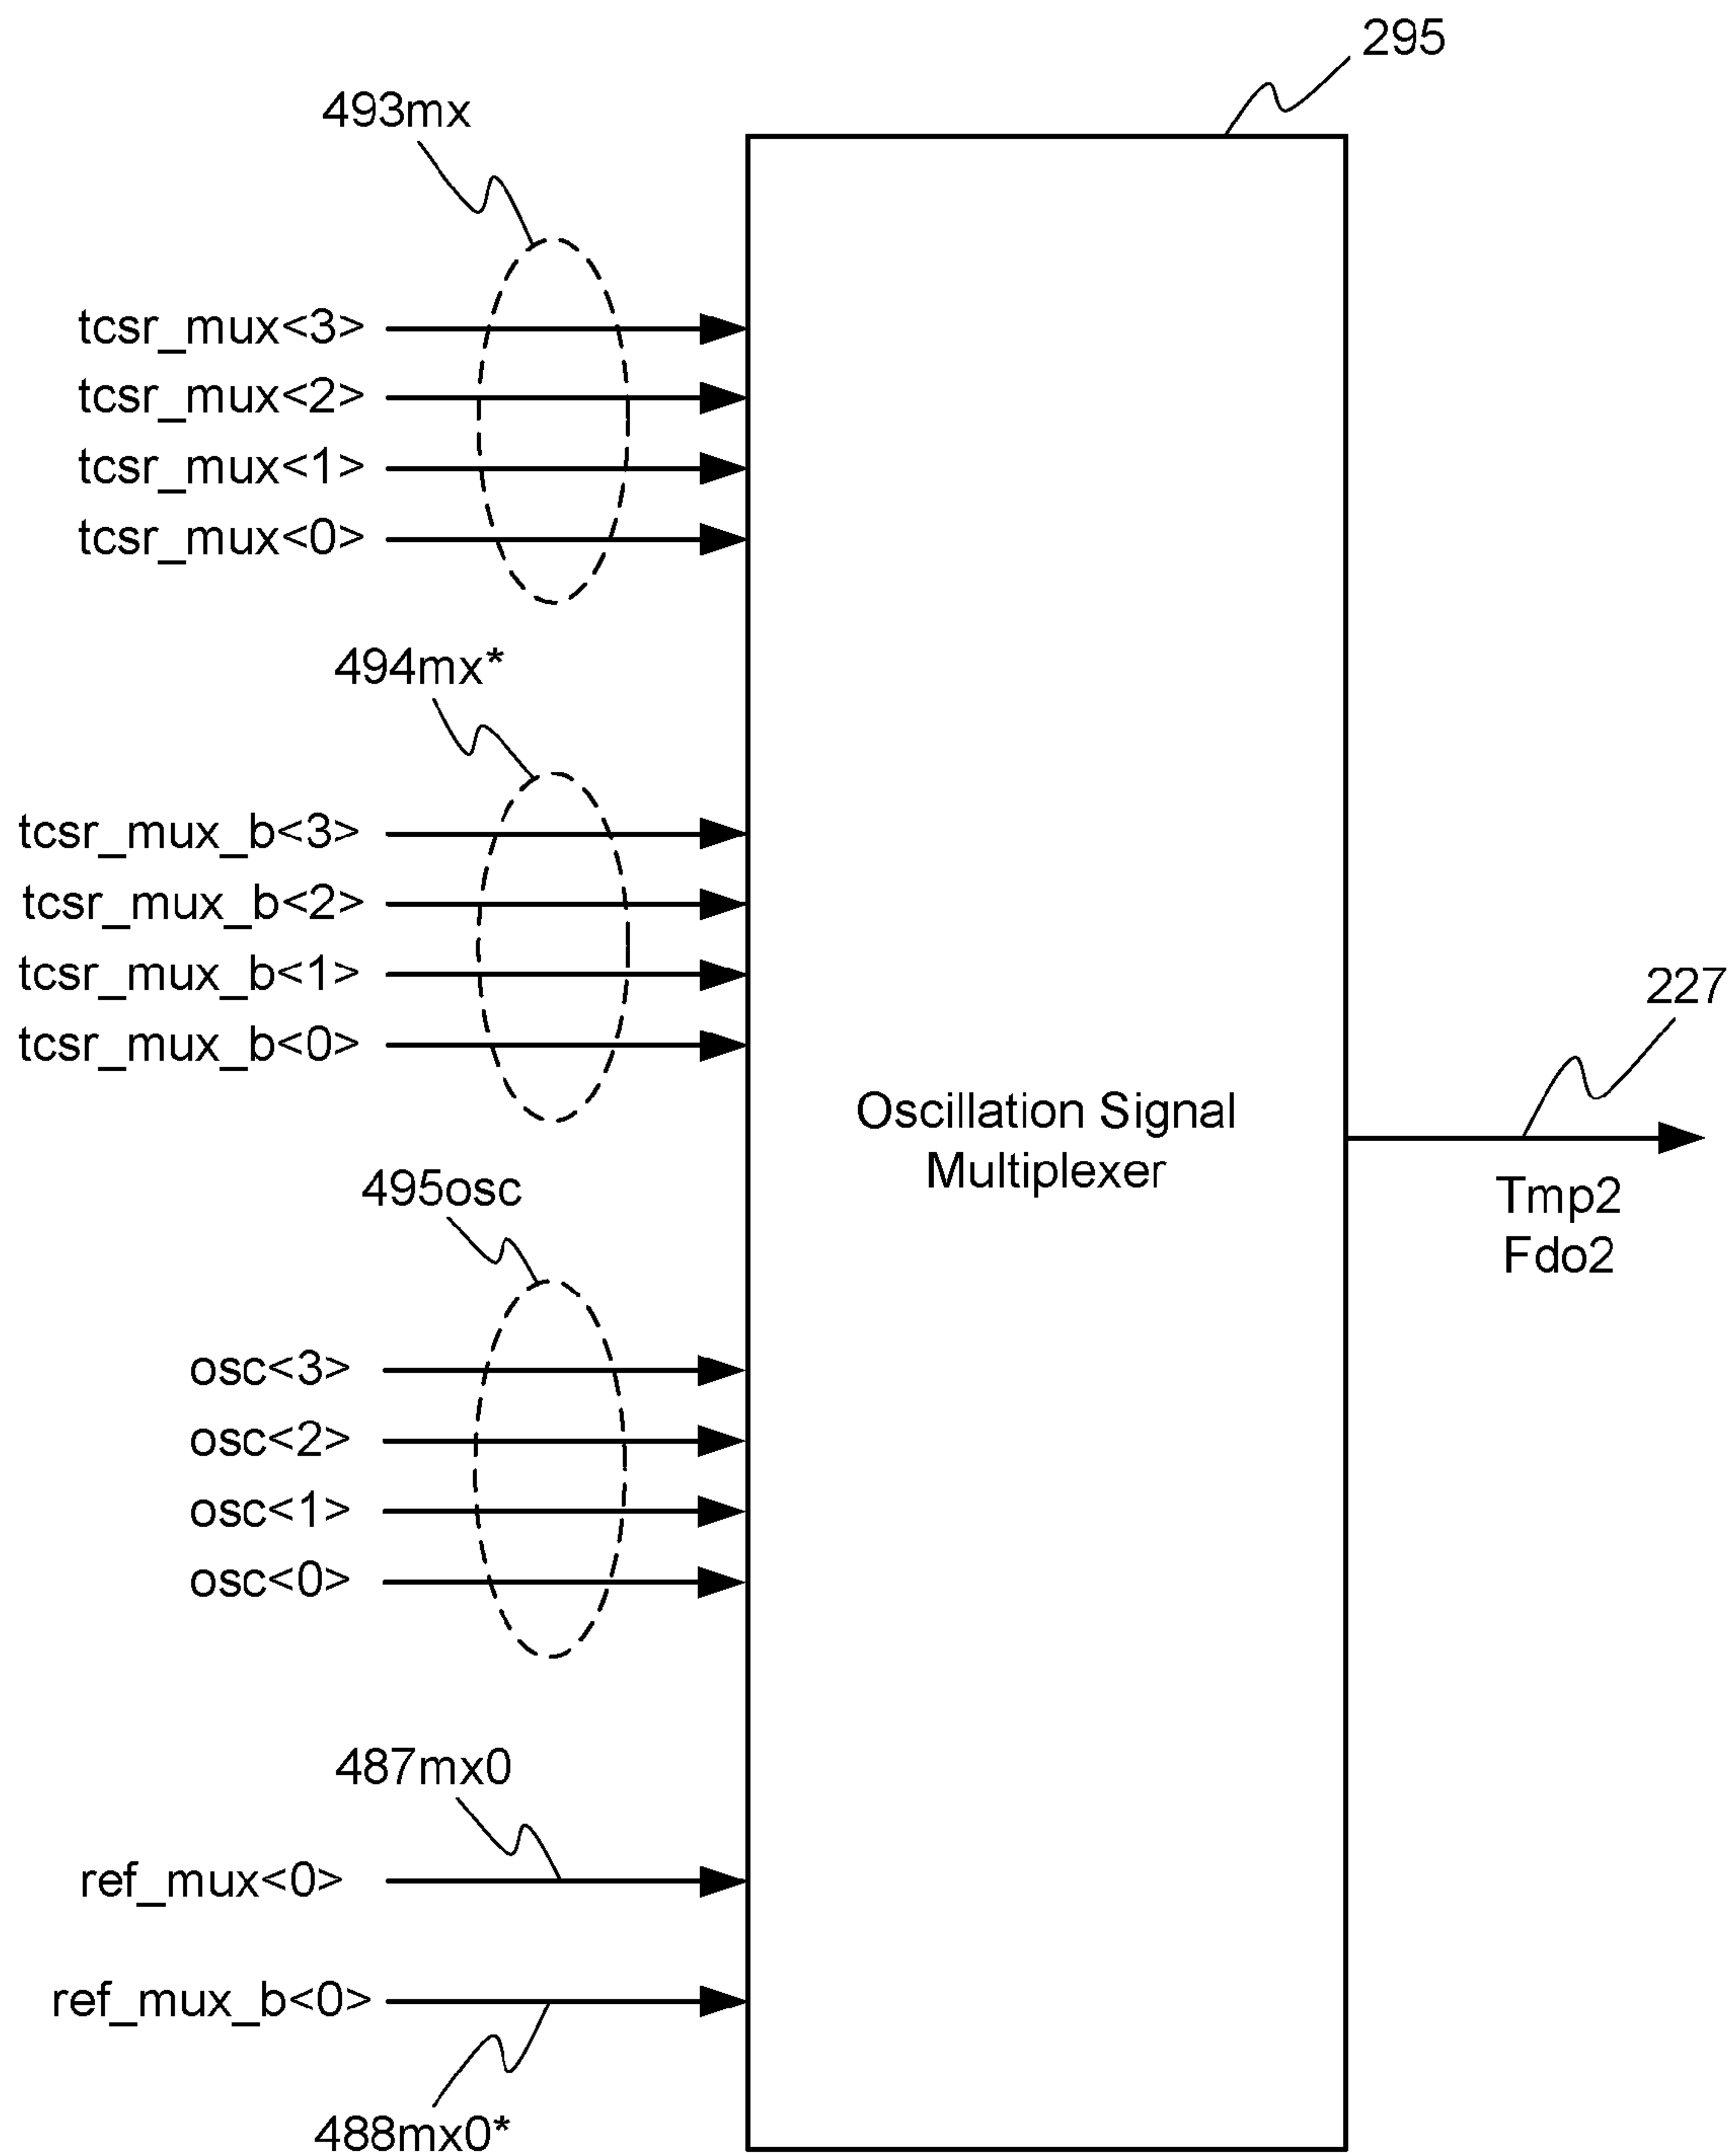 295
493mx
tcsr_mux<3>
tcsr_mux<2>
tcsr_mux<1>
tcsr_mux<0>
494mx*
tcsr_mux_b<3>
tcsr_mux_b<2>
tcsr_mux_b<1>
tcsr_mux_b<0>
227
Oscillation Signal
Multiplexer
Tmp2
Fdo2
495osc
osc<3>
osc<2>
osc<1>
osc<0>
487mx0
ref_mux<0>
ref_mux_b<0>
488mx0*